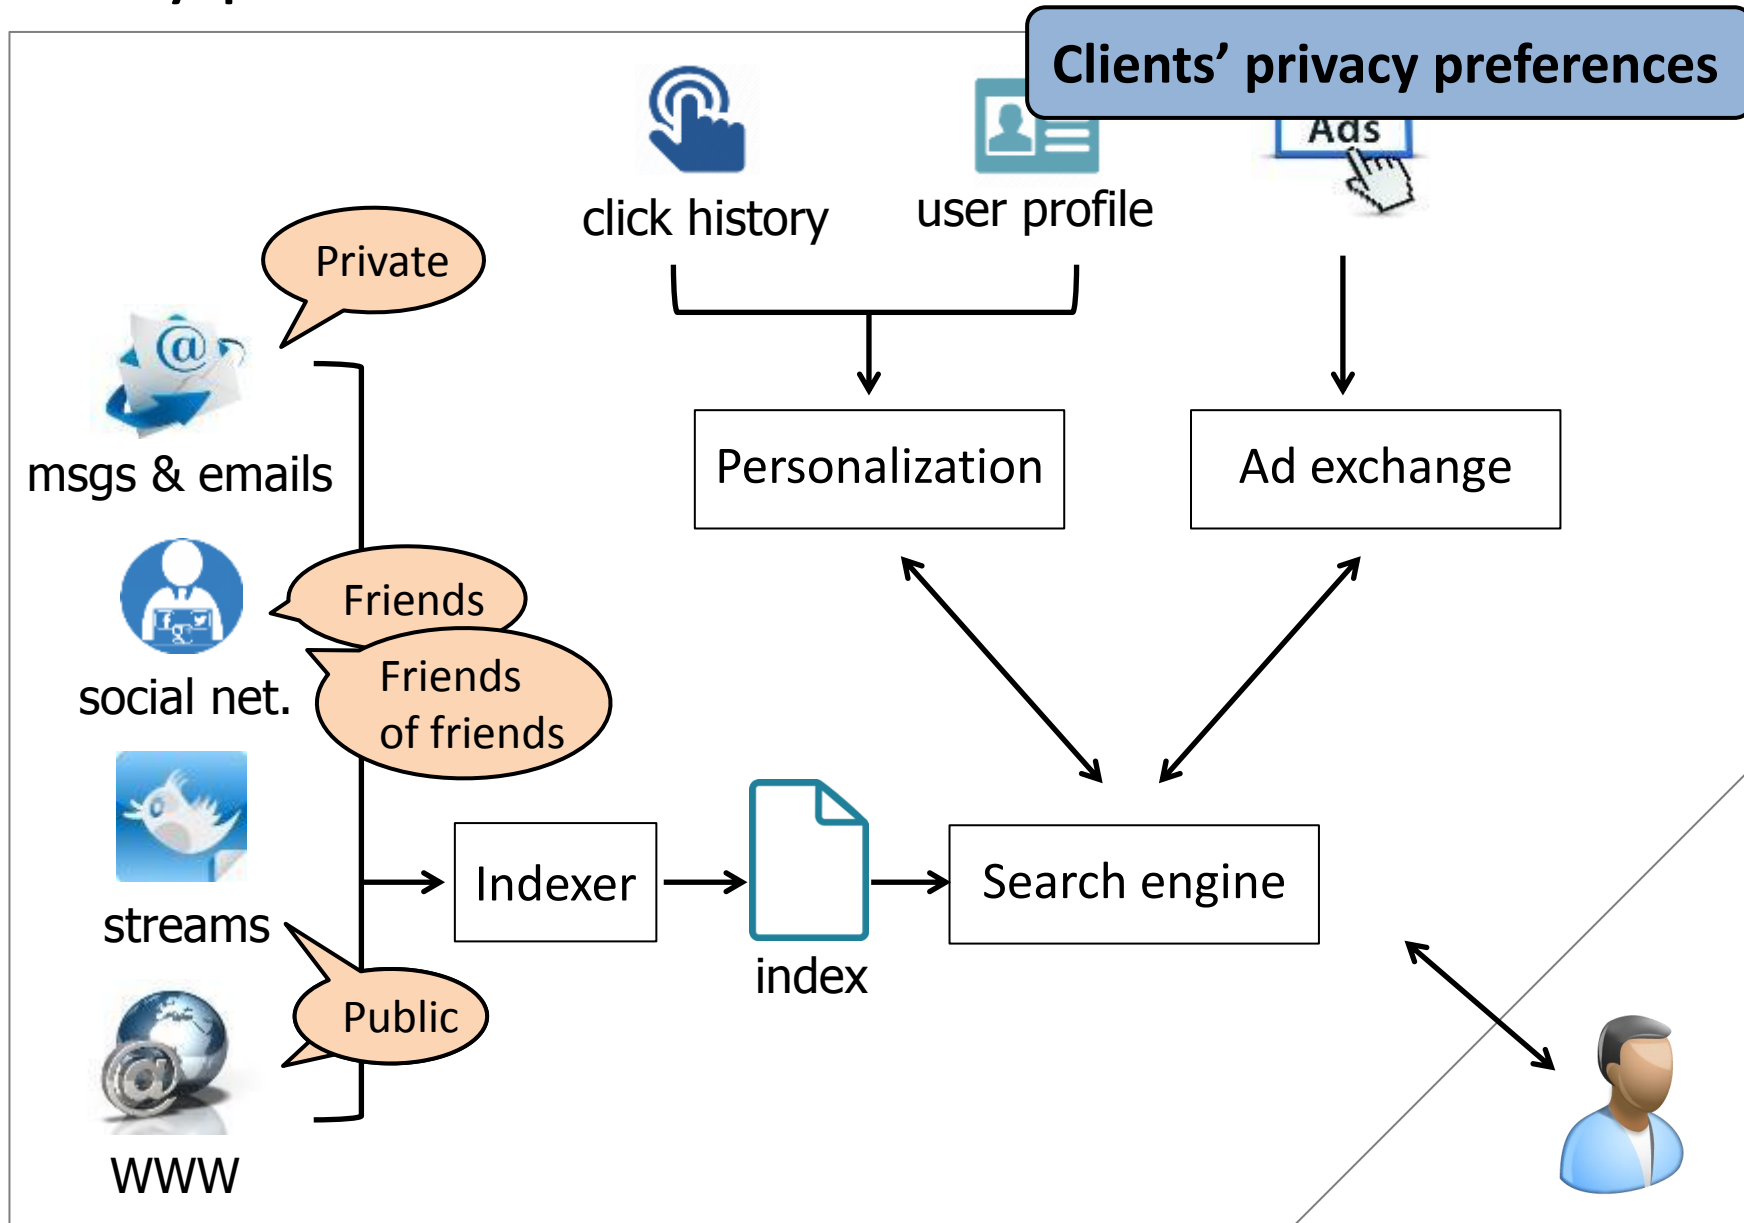 Clients’ privacy preferences
Ads
click history
user profile
Private
@
msgs & emails
Personalization
Ad exchange
Friends
social net.
Friends
of friends
streams
Indexer
index
Search engine
Public
@
WWW